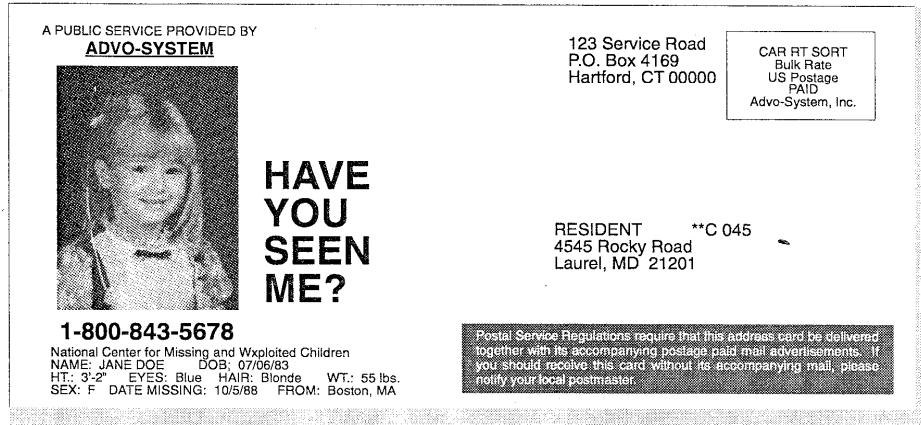 A PUBLIC SERVICE PROVIDED BY
ADVO-SYSTEM
HAVE
YOU
SEEN
ME?
1-800-843-5678
National Center for Missing and Wxploited Children
NAME: JANE DOE DOB; 07/06/83
HT.: 3'-2" EYES: Blue HAIR: Blonde WT.: 55 lbs.
SEX: F DATE MISSING: 10/5/88 FROM: Boston, MA
123 Service Road
P.O. Box 4169
Hartford, CT 00000
CAR RT SORT
Bulk Rate
US Postage
PAID
Advo-System, Inc.
RESIDENT **C 045
4545 Rocky Road
Laurel, MD 21201
Postal Service Regulations require that this address card be delivered
together with its accompanying postage paid mail advertisements. If
you should receive this card without its accompanying mail, please
notify your local postmaster.